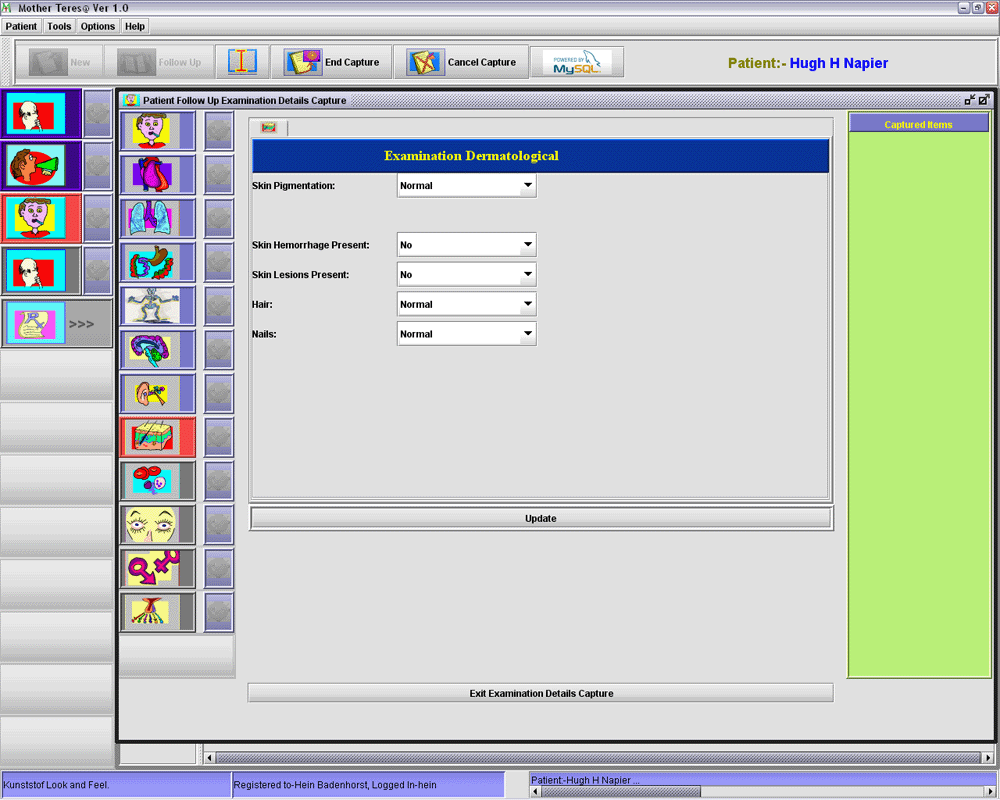 Mother Teres@ Ver 1.0
Patient Tools Options Help
New Follow Up End Capture Cancel Capture POWERED BY MySQL Patient:- Hugh H Napier
Patient Follow Up Examination Details Capture
Captured Items
Examination Dermatological
Skin Pigmentation: Normal
Skin Hemorrhage Present: No
Skin Lesions Present: No
Hair: Normal
Nails: Normal
>>>
Update
Exit Examination Details Capture
Kunststof Look and Feel. Registered to-Hein Badenhorst, Logged In-hein Patient:-Hugh H Napier ...